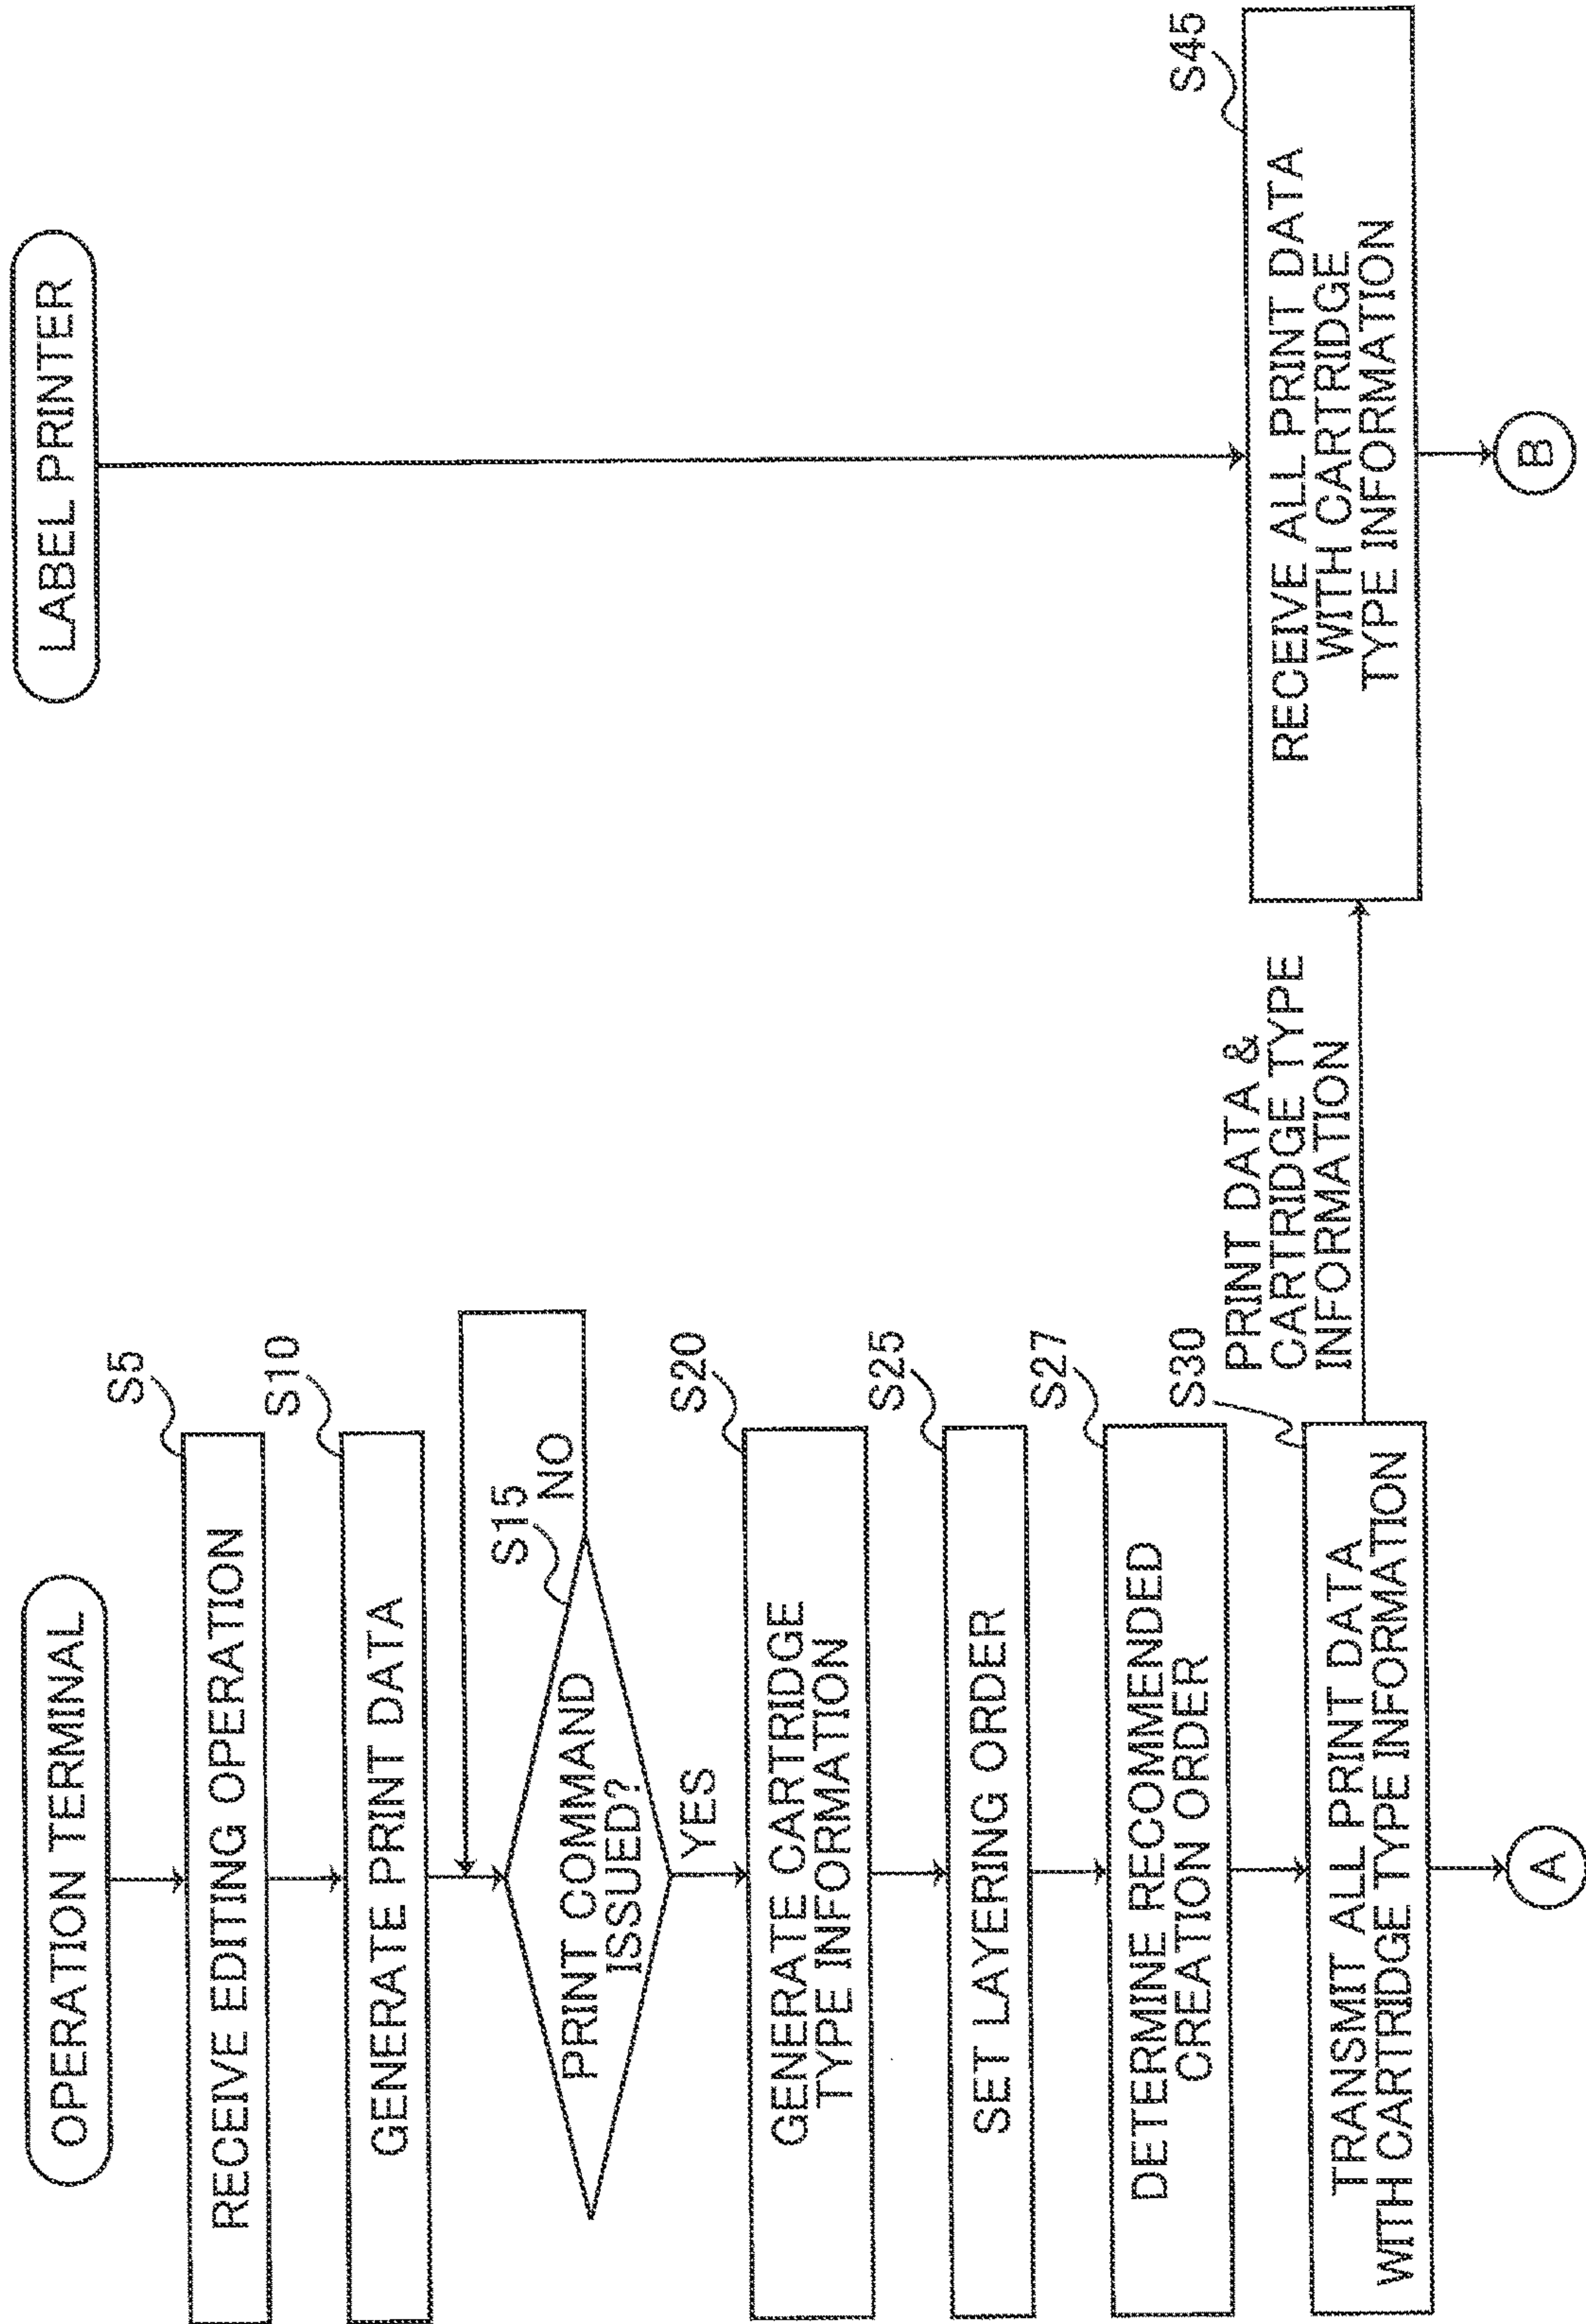 OPERATION TERMINAL
RECEIVE EDITING OPERATION
S5
GENERATE PRINT DATA
S10
PRINT COMMAND
ISSUED?
S15
NO
YES
GENERATE CARTRIDGE
TYPE INFORMATION
S20
SET LAYERING ORDER
S25
DETERMINE RECOMMENDED
CREATION ORDER
S27
TRANSMIT ALL PRINT DATA
WITH CARTRIDGE TYPE INFORMATION
S30
A
PRINT DATA &
CARTRIDGE TYPE
INFORMATION
LABEL PRINTER
RECEIVE ALL PRINT DATA
WITH CARTRIDGE
TYPE INFORMATION
S45
B